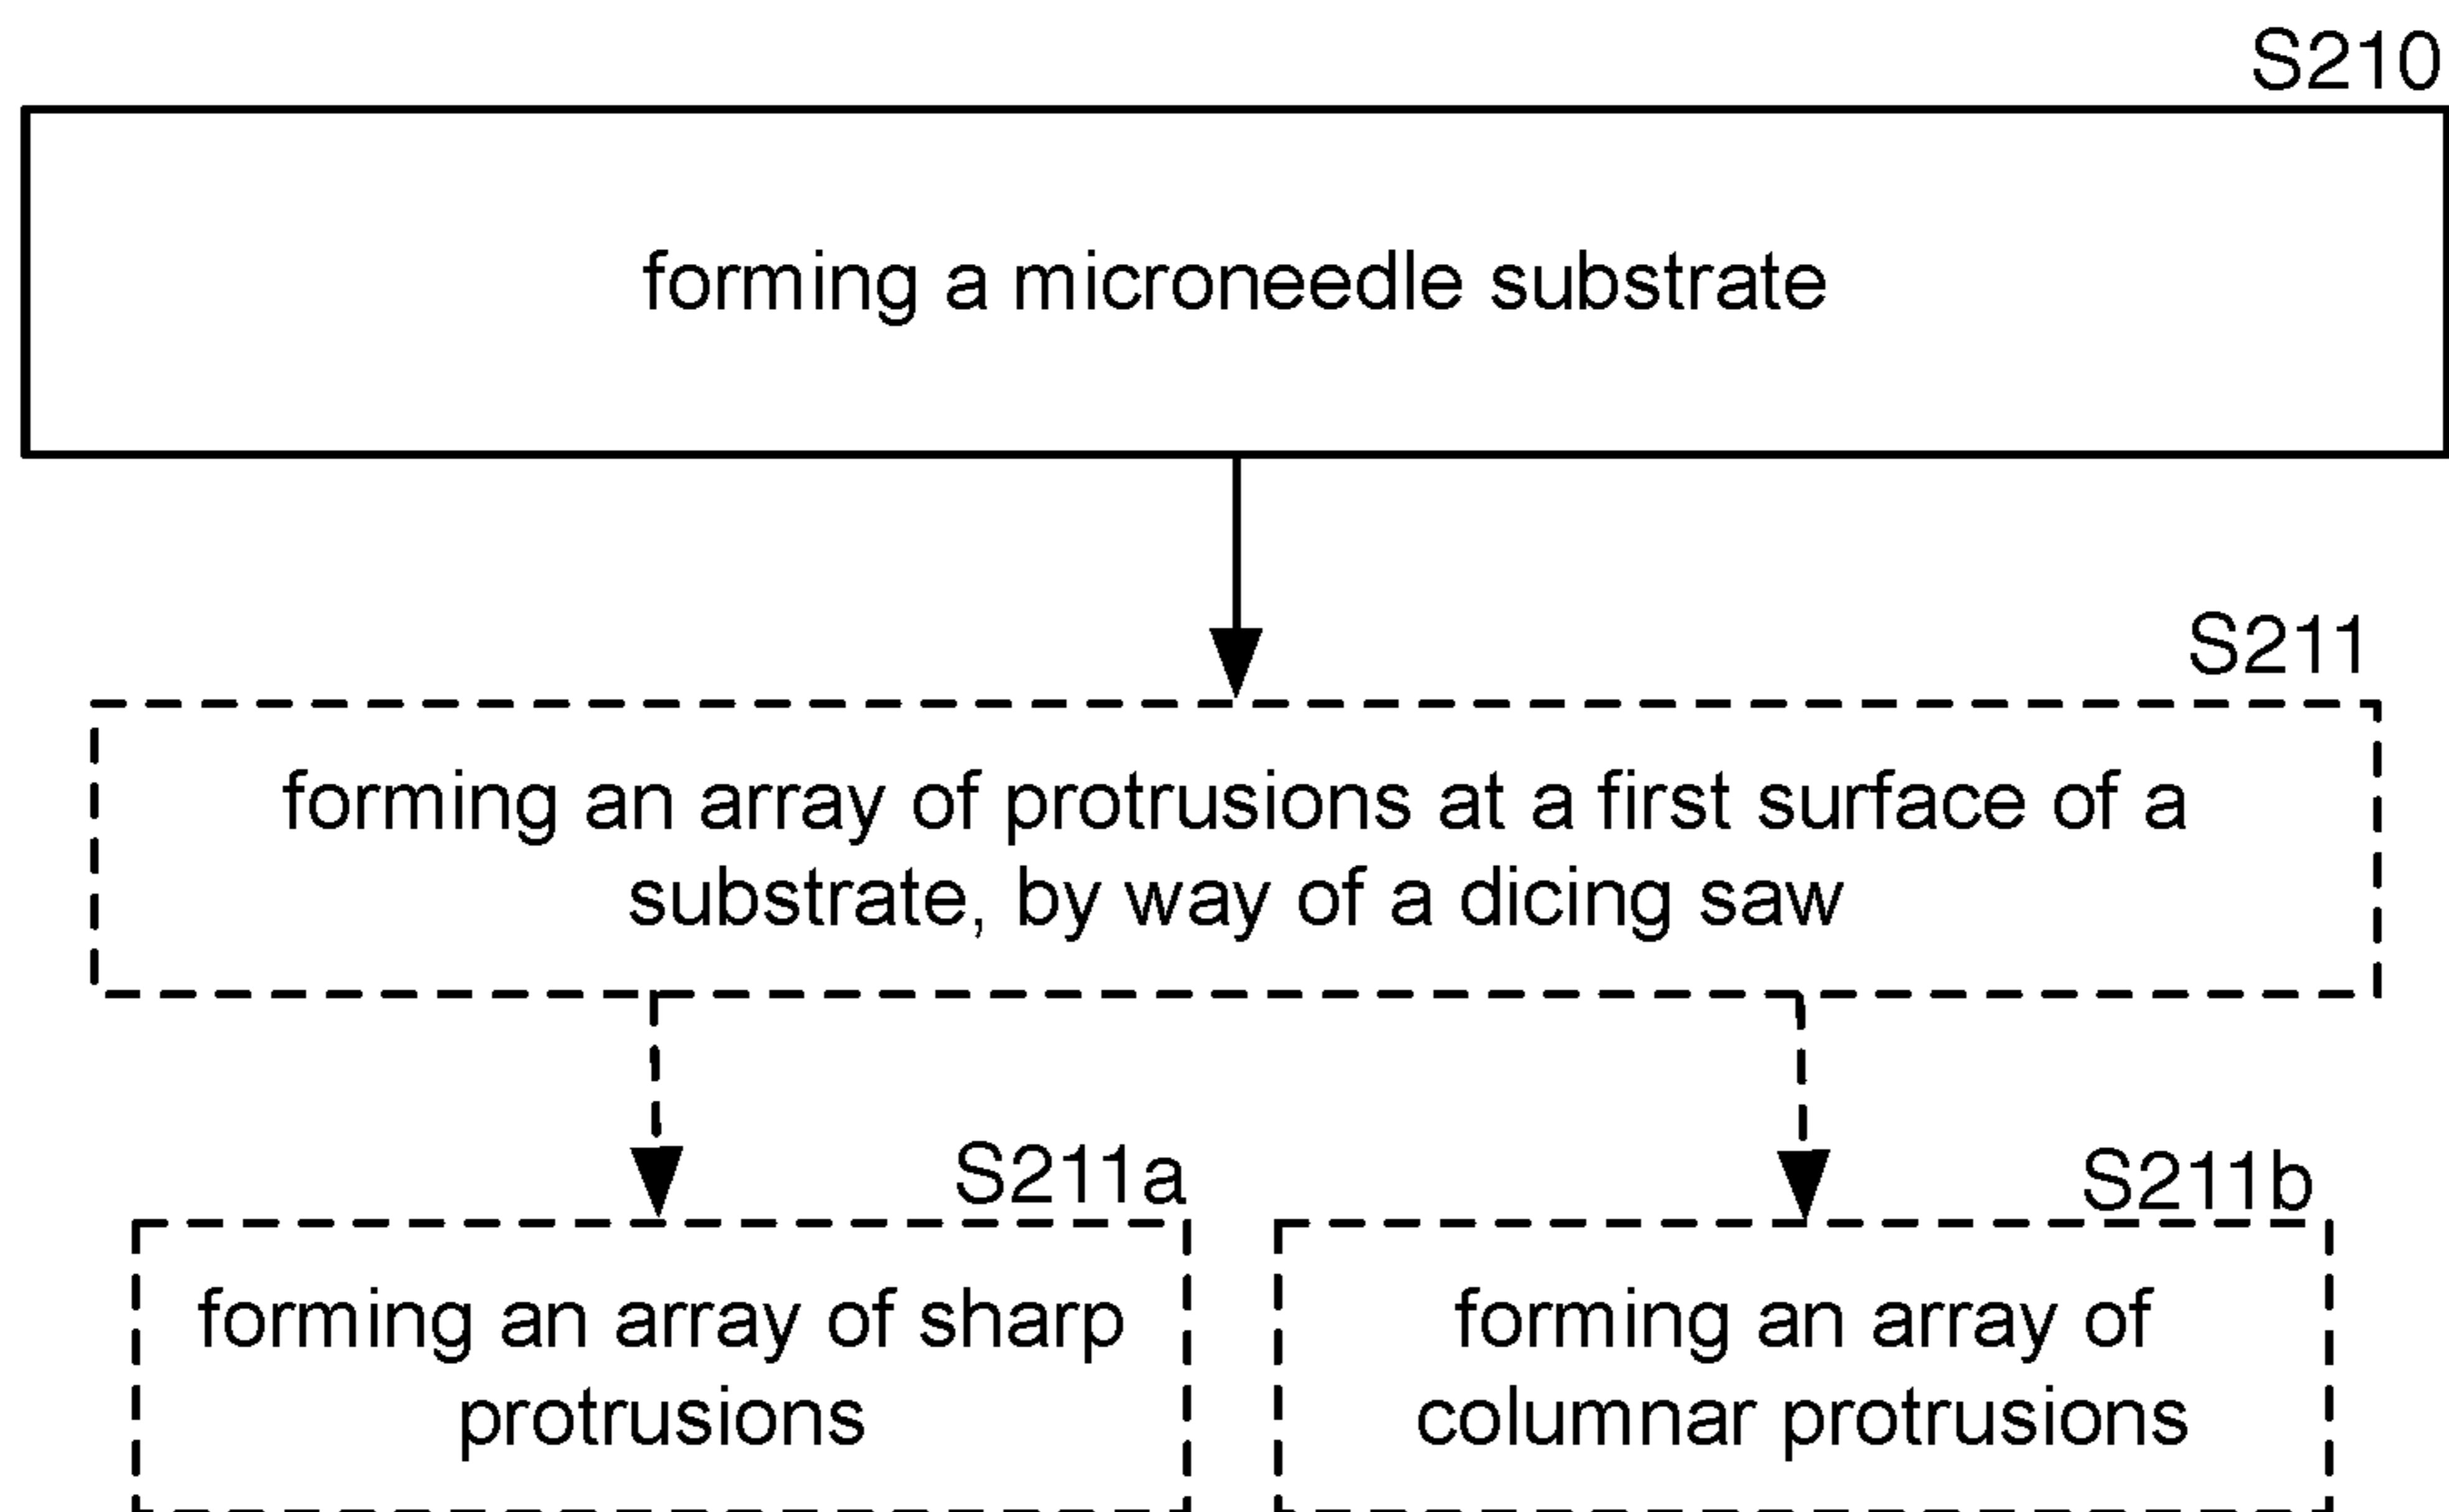 S210
forming a microneedle substrate
S211
forming an array of protrusions at a first surface of a
substrate, by way of a dicing saw
S211a
forming an array of sharp
protrusions
S211b
forming an array of
columnar protrusions